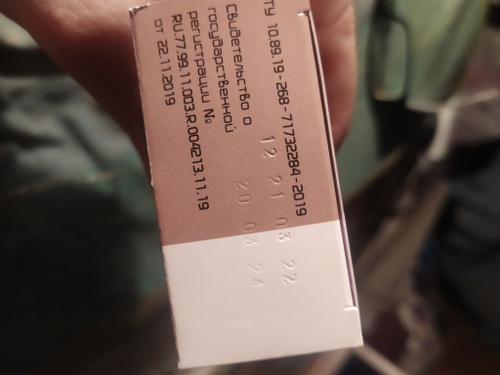 ТУ 10.89.19-268-71732284-2019
Свидетельство о
государственной
регистрации №
RU.77.99.11.003.R.004213.11.19
от 22.11.2019
12 21 03 22
20 03 24